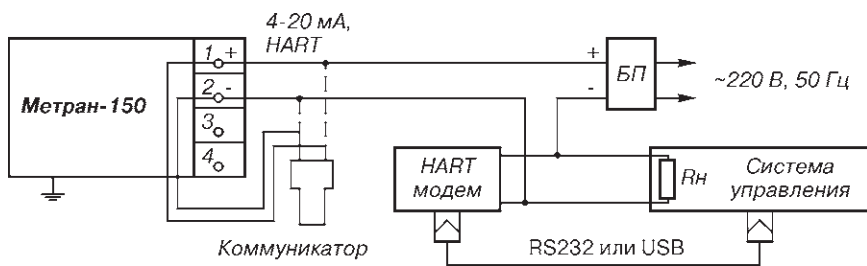 4-20 мА,
HART
Метран-150
1 +
2 -
3
4
+
-
БП
~220 В, 50 Гц
HART
модем
Rн
Система
управления
Коммуникатор
RS232 или USB